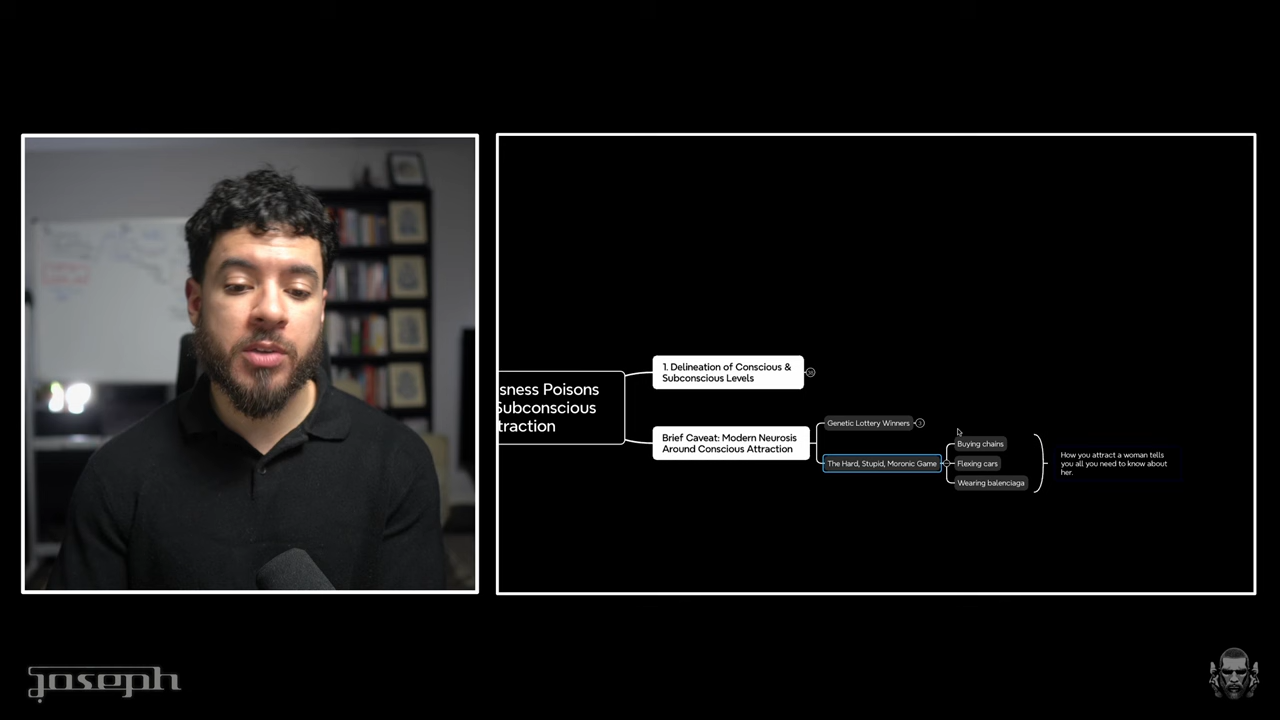 sness Poisons
Subconscious
traction
1. Delineation of Conscious &
Subconscious Levels
Brief Caveat: Modern Neurosis
Around Conscious Attraction
Genetic Lottery Winners
3
The Hard, Stupid, Moronic Game
Buying chains
Flexing cars
Wearing balenciaga
How you attract a woman tells
you all you need to know about
her.
joseph